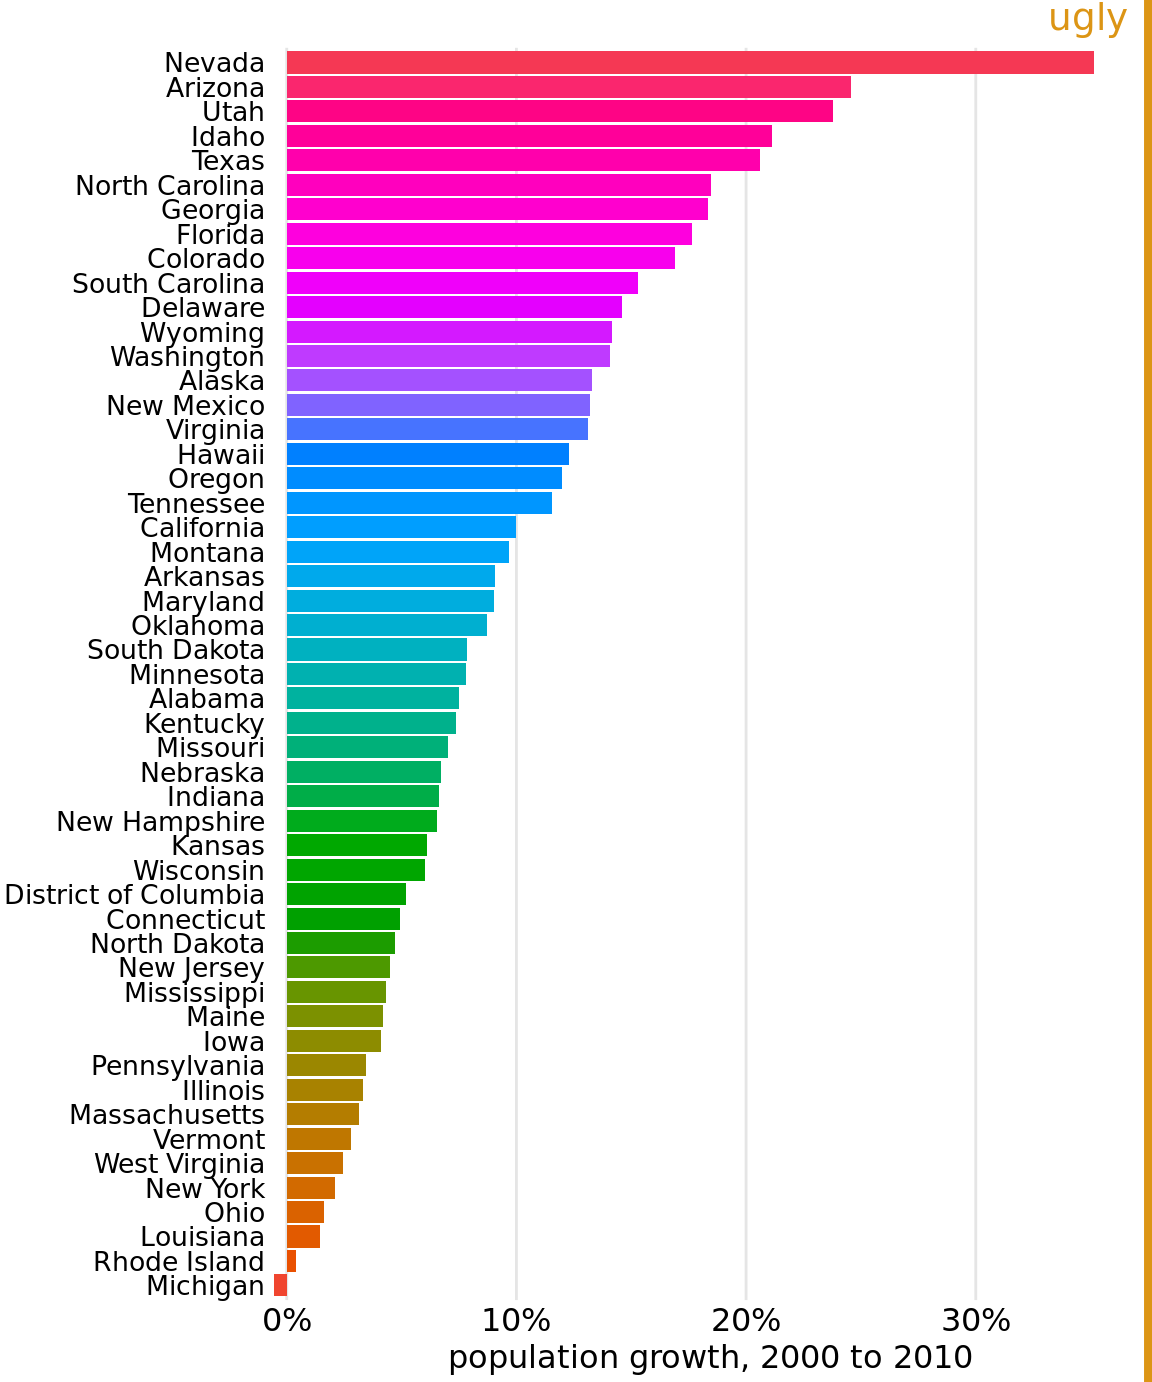 ugly
Nevada
Arizona
Utah
Idaho
Texas
North Carolina
Georgia
Florida
Colorado
South Carolina
Delaware
Wyoming
Washington
Alaska
New Mexico
Virginia
Hawaii
Oregon
Tennessee
California
Montana
Arkansas
Maryland
Oklahoma
South Dakota
Minnesota
Alabama
Kentucky
Missouri
Nebraska
Indiana
New Hampshire
Kansas
Wisconsin
District of Columbia
Connecticut
North Dakota
New Jersey
Mississippi
Maine
Iowa
Pennsylvania
Illinois
Massachusetts
Vermont
West Virginia
New York
Ohio
Louisiana
Rhode Island
Michigan
0% 10% 20% 30%
population growth, 2000 to 2010